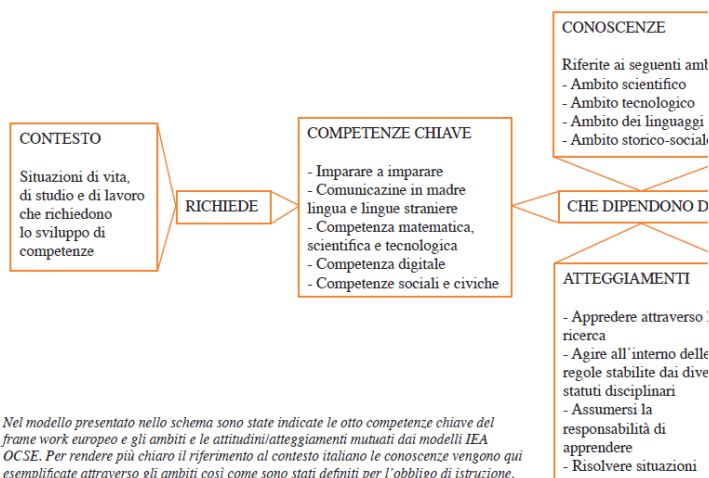 CONTESTO
Situazioni di vita,
di studio e di lavoro
che richiedono
lo sviluppo di
competenze
RICHIEDE
COMPETENZE CHIAVE
- Imparare a imparare
- Comunicazine in madre
lingua e lingue straniere
- Competenza matematica,
scientifica e tecnologica
- Competenza digitale
- Competenze sociali e civiche
CHE DIPENDONO
CONOSCENZE
Riferite ai seguenti
- Ambito scientifico
- Ambito tecnologico
- Ambito dei linguaggi
- Ambito storico-sociale
ATTEGGIAMENTI
- Appredere attraverso
ricerca
- Agire all'interno delle
regole stabilite dai
statuti disciplinari
- Assumersi la
responsabilità di
apprendere
- Risolvere situazioni
Nel modello presentato nello schema sono state indicate le otto competenze chiave del
frame work europeo e gli ambiti e le attitudini/atteggiamenti mutuati dai modelli IEA
OCSE. Per rendere più chiaro il riferimento al contesto italiano le conoscenze vengono qui
esemplificate attraverso gli ambiti così come sono stati definiti per l'obbligo di istruzione.